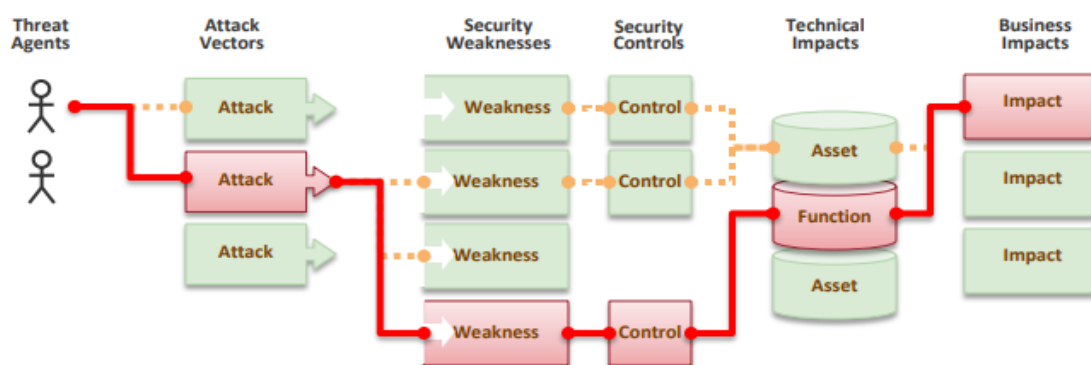 Threat Agents
Attack Vectors
Security Weaknesses
Security Controls
Technical Impacts
Business Impacts
Attack
Weakness
Control
Impact
Asset
Attack
Weakness
Control
Impact
Function
Attack
Weakness
Impact
Asset
Weakness
Control